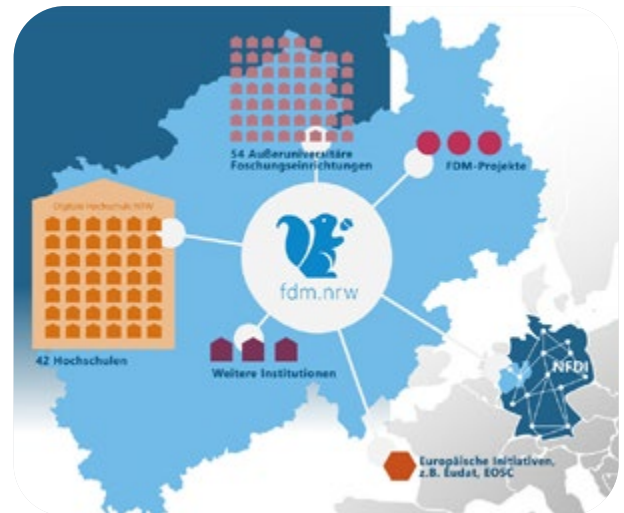 54 Außeruniversitäre
Foschungseinrichtungen
FDM-Projekte
Digitale Hochschule NRW
fdm.nrw
42 Hochschulen
Weitere Institutionen
NFDI
Europäische Initiativen,
z.B. Eudat, EOSC